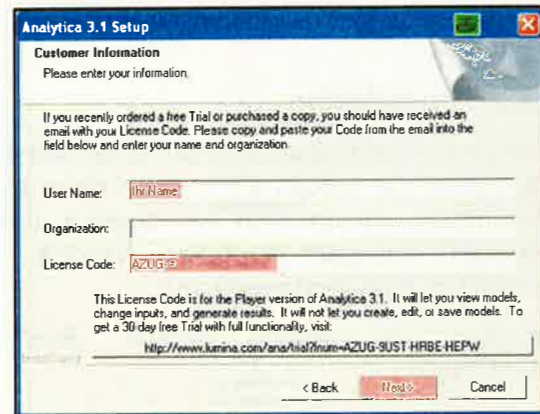 Analytica 3.1 Setup
Customer Information
Please enter your information.
If you recently ordered a free Trial or purchased a copy, you should have received an
email with your License Code. Please copy and paste your Code from the email into the
field below and enter your name and organization.
User Name: Ihr Name
Organization:
License Code: AZUG-9
This License Code is for the Player version of Analytica 3.1. It will let you view models,
change inputs, and generate results. It will not let you create, edit, or save models. To
get a 30-day free Trial with full functionality, visit:
http://www.lumina.com/ana/trial?lnum=AZUG-9UST-HRBE-HEPW
< Back Next > Cancel